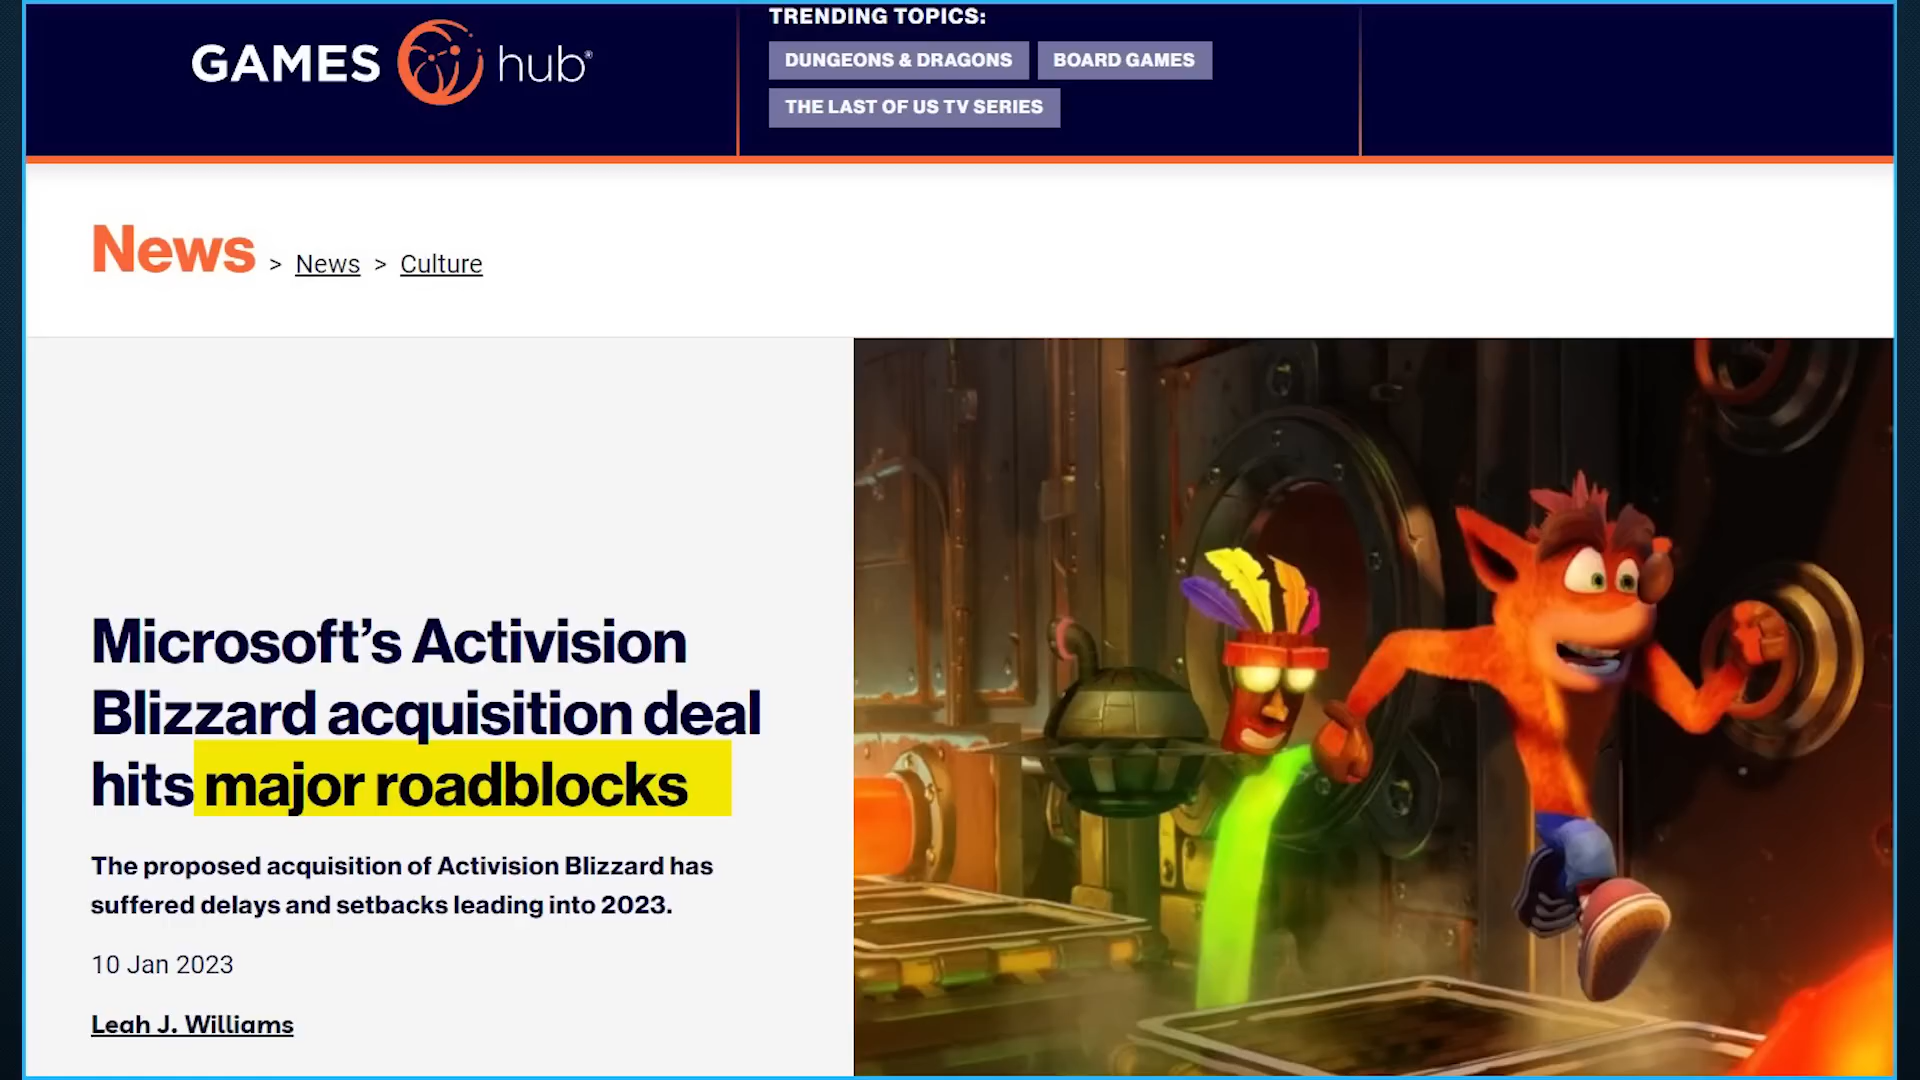 GAMES hub®
TRENDING TOPICS:
DUNGEONS & DRAGONS
BOARD GAMES
THE LAST OF US TV SERIES
News > News > Culture
Microsoft’s Activision
Blizzard acquisition deal
hits major roadblocks
The proposed acquisition of Activision Blizzard has
suffered delays and setbacks leading into 2023.
10 Jan 2023
Leah J. Williams